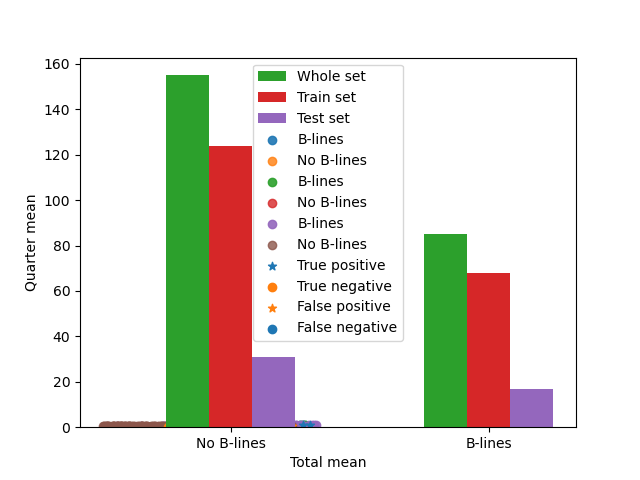 160
140
120
100
80
60
40
20
0
Quarter mean
Whole set
Train set
Test set
B-lines
No B-lines
B-lines
No B-lines
B-lines
No B-lines
True positive
True negative
False positive
False negative
No B-lines
B-lines
Total mean